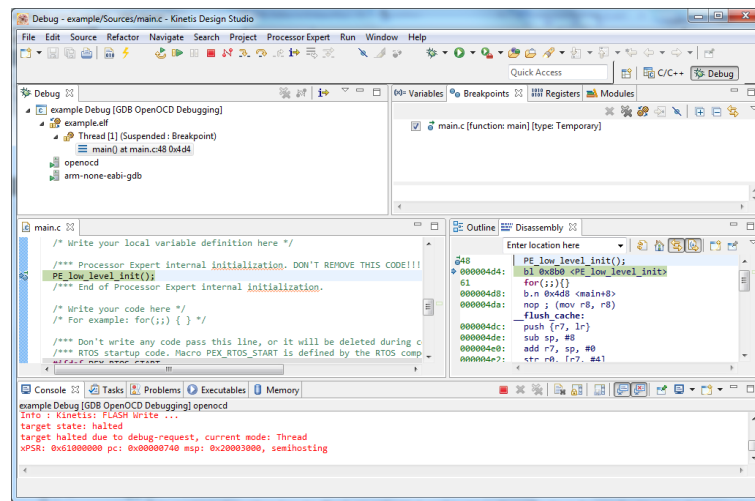 Debug - example/Sources/main.c - Kinetis Design Studio
File Edit Source Refactor Navigate Search Project Processor Expert Run Window Help
Quick Access
C/C++
Debug
Debug
example Debug [GDB OpenOCD Debugging]
example.elf
Thread [1] (Suspended : Breakpoint)
main() at main.c:48 0x4d4
openocd
arm-none-eabi-gdb
(x)= Variables Breakpoints Registers Modules
main.c [function: main] [type: Temporary]
main.c
/* Write your local variable definition here */
/*** Processor Expert internal initialization. DON'T REMOVE THIS CODE!!!
PE_low_level_init();
/*** End of Processor Expert internal initialization.
/* Write your code here */
/* For example: for(;;) { } */
/*** Don't write any code pass this line, or it will be deleted during c
/*** RTOS startup code. Macro PEX_RTOS_START is defined by the RTOS comp
#ifdef PEX_RTOS_START
Outline Disassembly
Enter location here
48 PE_low_level_init();
000004d4: bl 0x8b0 <PE_low_level_init>
61 for(;;){}
000004d8: b.n 0x4d8 <main+8>
000004da: nop ; (mov r8, r8)
__flush_cache:
000004dc: push {r7, lr}
000004de: sub sp, #8
000004e0: add r7, sp, #0
000004e2: str r0, [r7, #4]
Console Tasks Problems Executables Memory
example Debug [GDB OpenOCD Debugging] openocd
Info : Kinetis: FLASH Write ...
target state: halted
target halted due to debug-request, current mode: Thread
xPSR: 0x61000000 pc: 0x00000740 msp: 0x20003000, semihosting